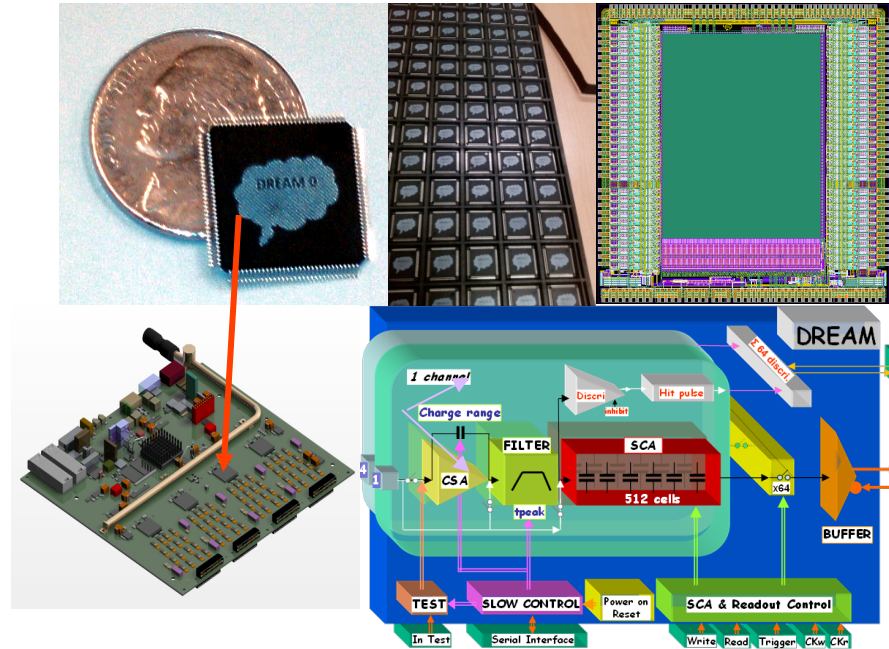 DREAM 0
DREAM
Σ 64 discri.
1 channel
Discri
inhibit
Hit pulse
Charge range
FILTER
SCA
4
1
CSA
512 cells
x64
tpeak
BUFFER
TEST
SLOW CONTROL
Power on
Reset
SCA & Readout Control
In Test
Serial Interface
Write
Read
Trigger
CKw
CKr